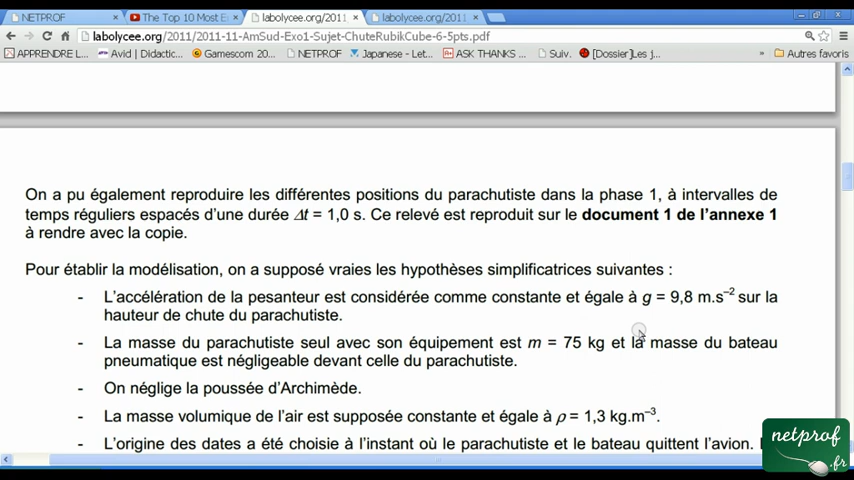 NETPROF
The Top 10 Most E
labolycee.org/2011
labolycee.org/2011/
labolycee.org/2011/2011-11-AmSud-Exo1-Sujet-ChuteRubikCube-6-5pts.pdf
APPRENDRE L... Avid | Didactic... Gamescom 20... NETPROF Japanese - Let... ASK THANKS ... Suiv. [Dossier]Les j... » Autres favoris
On a pu également reproduire les différentes positions du parachutiste dans la phase 1, à intervalles de
temps réguliers espacés d'une durée Δt = 1,0 s. Ce relevé est reproduit sur le document 1 de l'annexe 1
à rendre avec la copie.
Pour établir la modélisation, on a supposé vraies les hypothèses simplificatrices suivantes :
- L'accélération de la pesanteur est considérée comme constante et égale à g = 9,8 m.s⁻² sur la
hauteur de chute du parachutiste.
- La masse du parachutiste seul avec son équipement est m = 75 kg et la masse du bateau
pneumatique est négligeable devant celle du parachutiste.
- On néglige la poussée d'Archimède.
- La masse volumique de l'air est supposée constante et égale à ρ = 1,3 kg.m⁻³.
- L'origine des dates a été choisie à l'instant où le parachutiste et le bateau quittent l'avion.
netprof
.fr